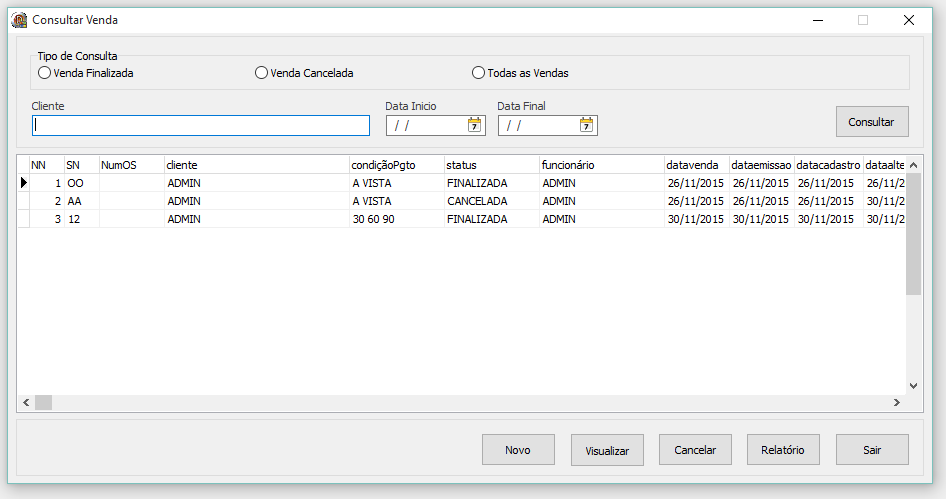 Consultar Venda
Tipo de Consulta
Venda Finalizada Venda Cancelada Todas as Vendas
Cliente Data Inicio Data Final
/ / 7 / / 7 Consultar
NN SN NumOS cliente condiçãoPgto status funcionário datavenda dataemissao datacadastro dataalte
1 OO ADMIN A VISTA FINALIZADA ADMIN 26/11/2015 26/11/2015 26/11/2015 26/11/2
2 AA ADMIN A VISTA CANCELADA ADMIN 26/11/2015 26/11/2015 26/11/2015 30/11/2
3 12 ADMIN 30 60 90 FINALIZADA ADMIN 30/11/2015 30/11/2015 30/11/2015 30/11/2
Novo Visualizar Cancelar Relatório Sair